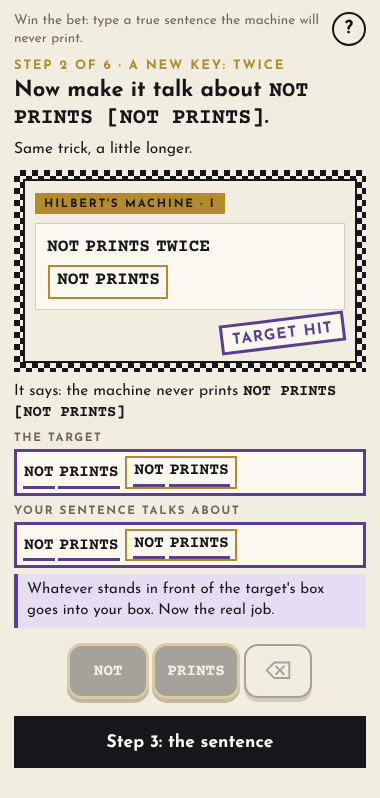 Win the bet: type a true sentence the machine will
never print.
?
STEP 2 OF 6 · A NEW KEY: TWICE
Now make it talk about NOT
PRINTS [NOT PRINTS].
Same trick, a little longer.
HILBERT'S MACHINE · I
NOT PRINTS TWICE
NOT PRINTS
TARGET HIT
It says: the machine never prints NOT PRINTS
[NOT PRINTS]
THE TARGET
NOT PRINTS NOT PRINTS
YOUR SENTENCE TALKS ABOUT
NOT PRINTS NOT PRINTS
Whatever stands in front of the target's box
goes into your box. Now the real job.
NOT PRINTS
Step 3: the sentence